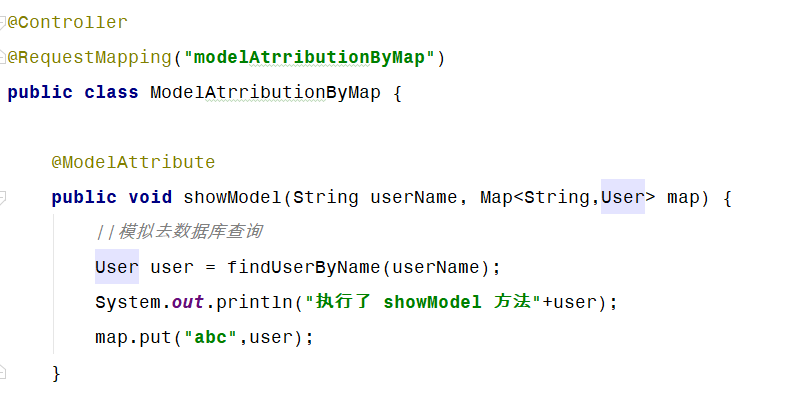 @Controller
@RequestMapping("modelAtrributionByMap")
public class ModelAtrributionByMap {
@ModelAttribute
public void showModel(String userName, Map<String,User> map) {
//模拟去数据库查询
User user = findUserByName(userName);
System.out.println("执行了 showModel 方法"+user);
map.put("abc",user);
}